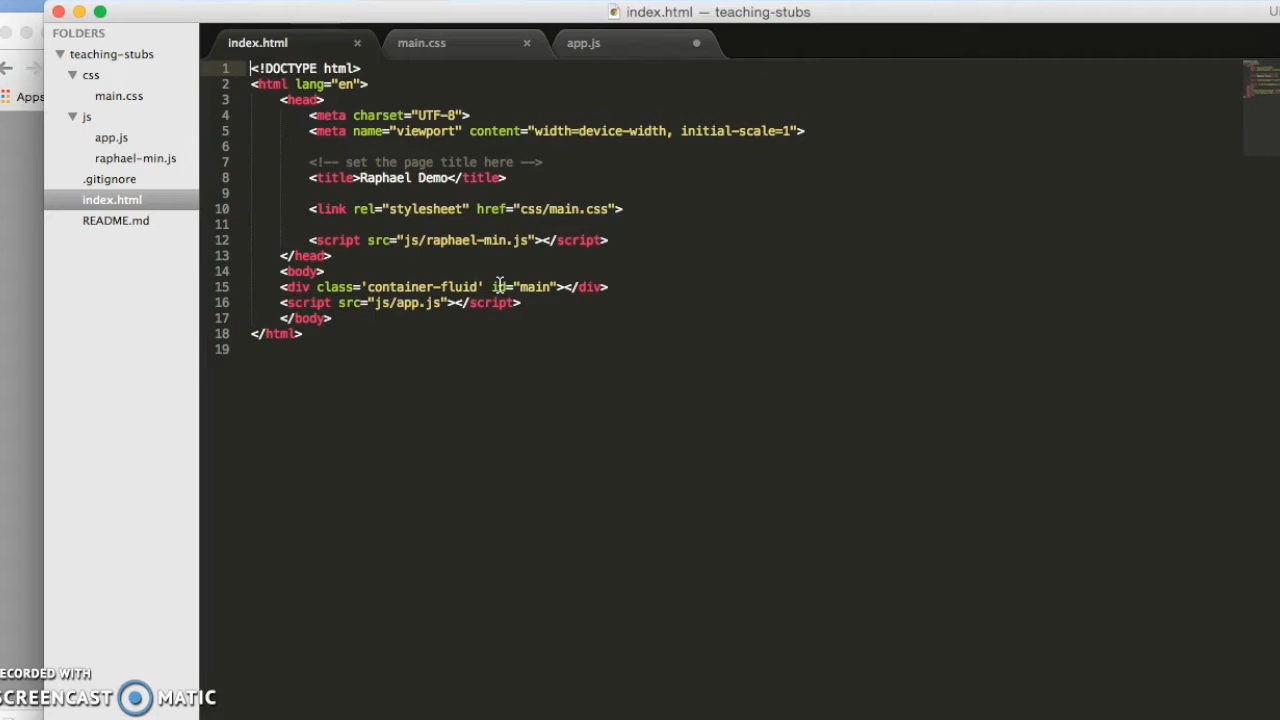 index.html — teaching-stubs
FOLDERS
teaching-stubs
css
main.css
js
app.js
raphael-min.js
.gitignore
index.html
README.md
Apps
index.html
main.css
app.js
1 <!DOCTYPE html>
2 <html lang="en">
3 <head>
4 <meta charset="UTF-8">
5 <meta name="viewport" content="width=device-width, initial-scale=1">
6
7 <!-- set the page title here -->
8 <title>Raphael Demo</title>
9
10 <link rel="stylesheet" href="css/main.css">
11
12 <script src="js/raphael-min.js"></script>
13 </head>
14 <body>
15 <div class='container-fluid' id="main"></div>
16 <script src="js/app.js"></script>
17 </body>
18 </html>
19
RECORDED WITH
SCREENCAST MATIC